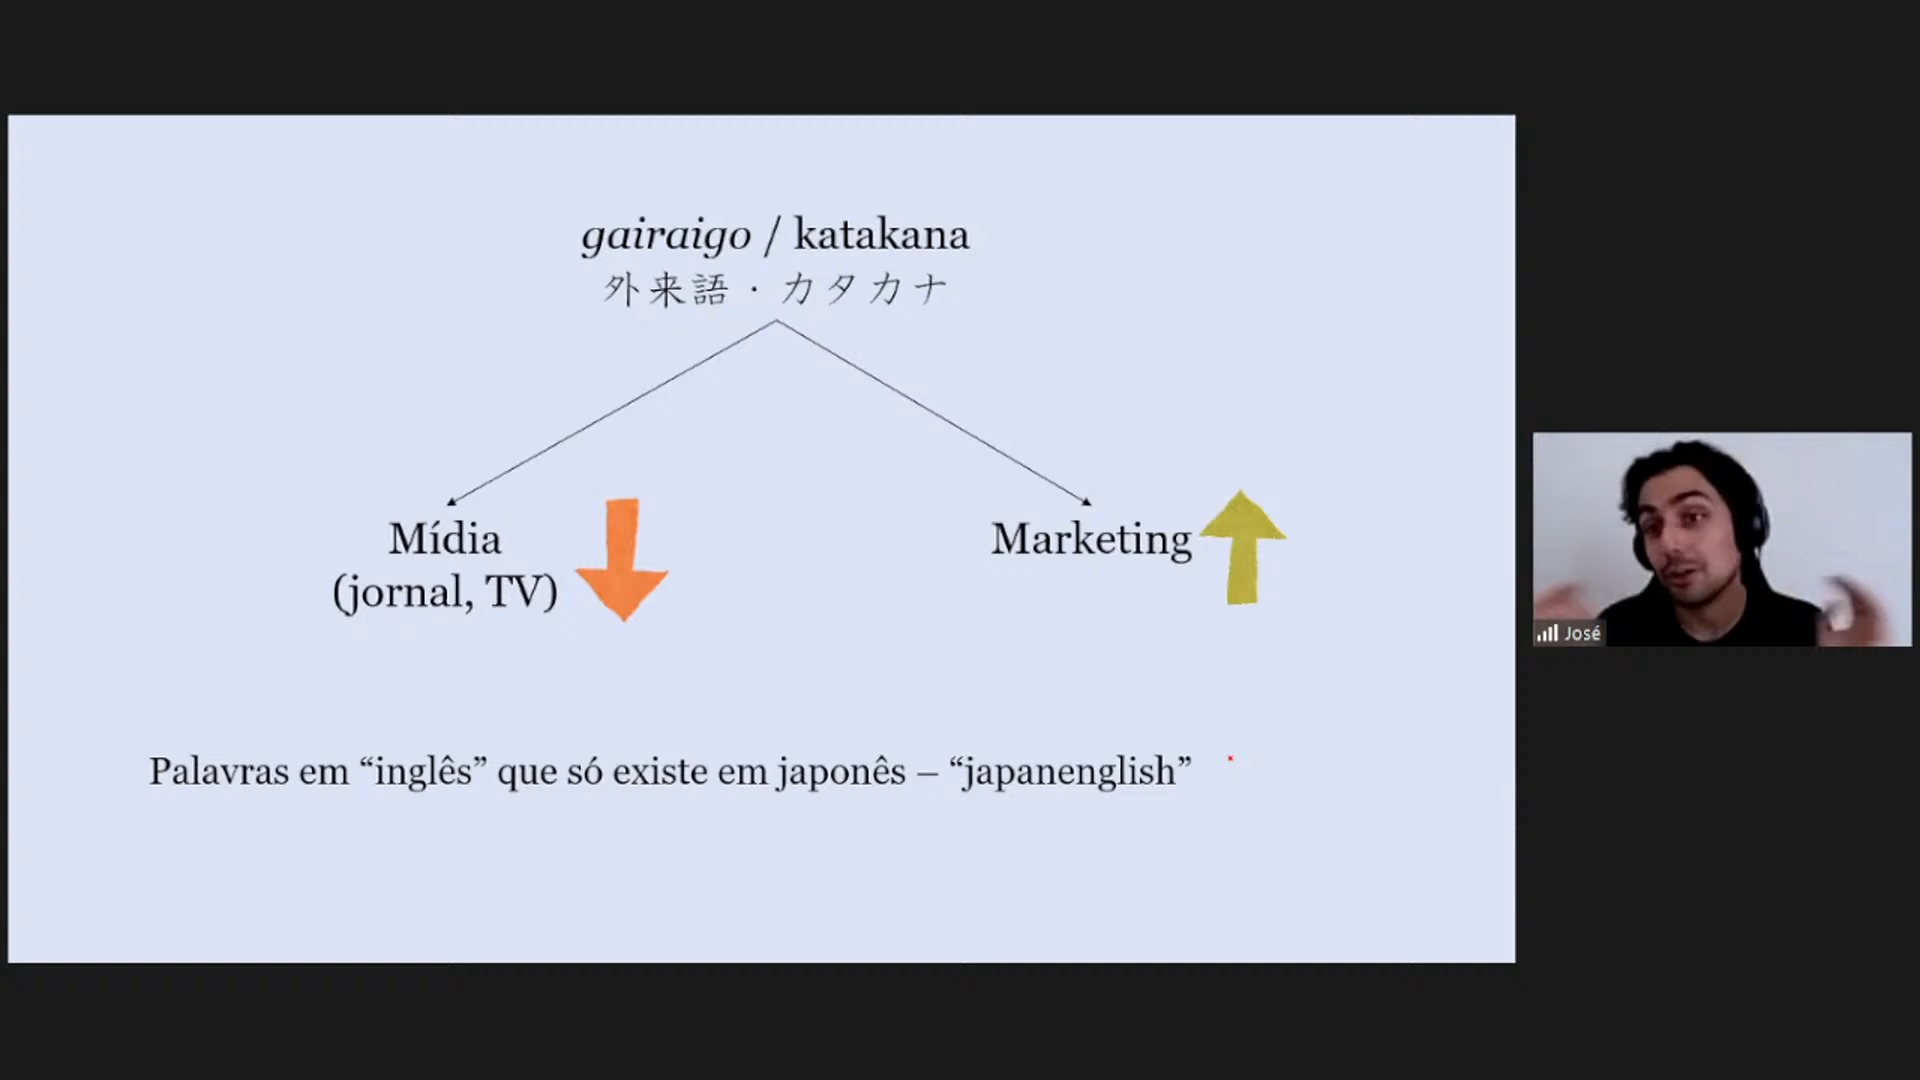 gairaigo / katakana
外来語・カタカナ
Mídia
(jornal, TV)
Marketing
Palavras em “inglês” que só existe em japonês – “japanenglish”
José